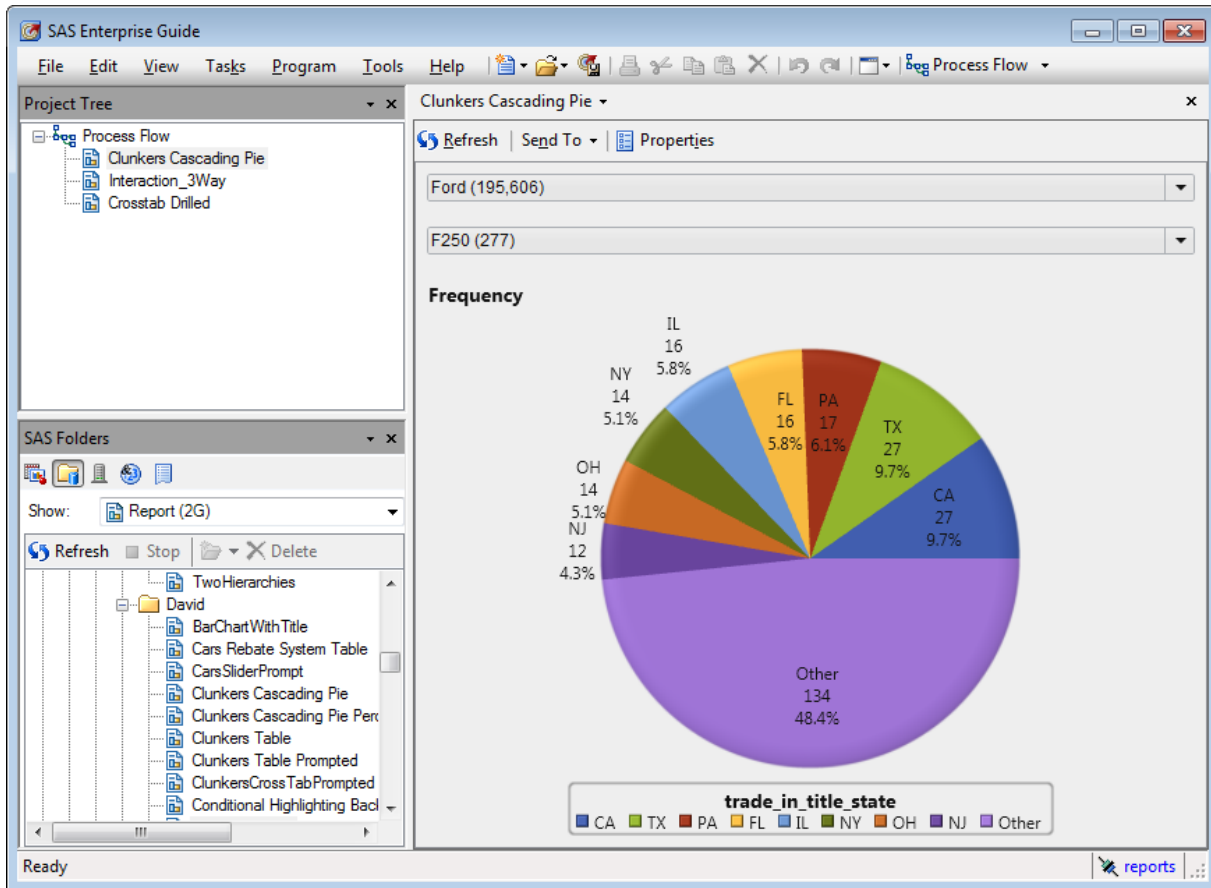 SAS Enterprise Guide
File Edit View Tasks Program Tools Help Process Flow
Project Tree
Process Flow
Clunkers Cascading Pie
Interaction_3Way
Crosstab Drilled
SAS Folders
Show: Report (2G)
Refresh Stop Delete
TwoHierarchies
David
BarChartWithTitle
Cars Rebate System Table
CarsSliderPrompt
Clunkers Cascading Pie
Clunkers Cascading Pie Perc
Clunkers Table
Clunkers Table Prompted
ClunkersCrossTabPrompted
Conditional Highlighting Back
Clunkers Cascading Pie
Refresh Send To Properties
Ford (195,606)
F250 (277)
Frequency
IL
16
5.8%
NY
14
5.1%
OH
14
5.1%
NJ
12
4.3%
FL
16
5.8%
PA
17
6.1%
TX
27
9.7%
CA
27
9.7%
Other
134
48.4%
trade_in_title_state
CA TX PA FL IL NY OH NJ Other
Ready
reports